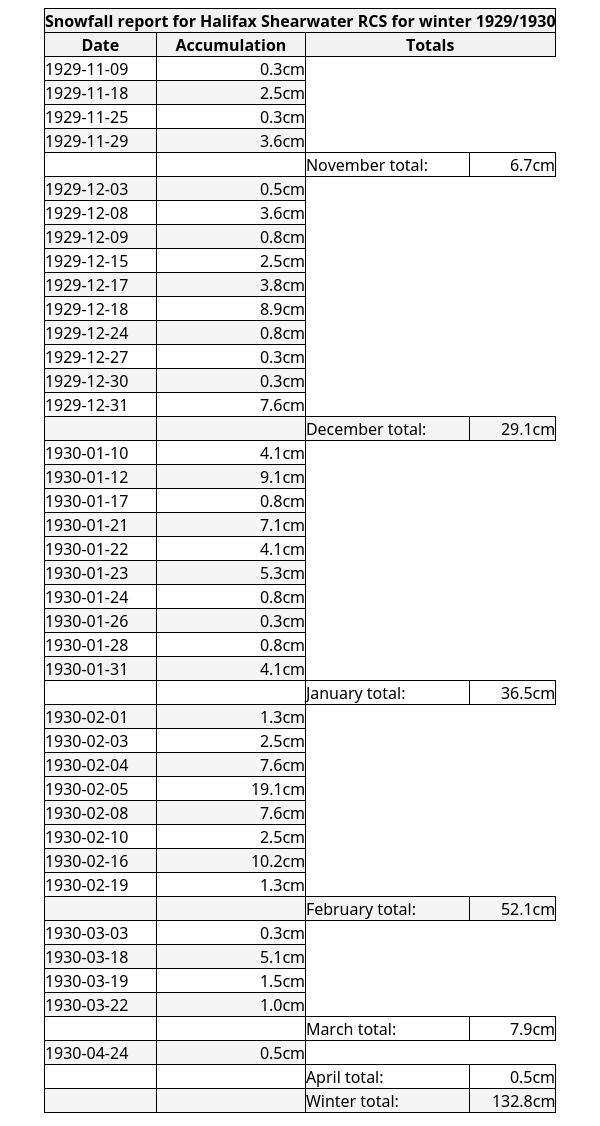 Snowfall report for Halifax Shearwater RCS for winter 1929/1930
Date Accumulation Totals
1929-11-09 0.3cm
1929-11-18 2.5cm
1929-11-25 0.3cm
1929-11-29 3.6cm
November total: 6.7cm
1929-12-03 0.5cm
1929-12-08 3.6cm
1929-12-09 0.8cm
1929-12-15 2.5cm
1929-12-17 3.8cm
1929-12-18 8.9cm
1929-12-24 0.8cm
1929-12-27 0.3cm
1929-12-30 0.3cm
1929-12-31 7.6cm
December total: 29.1cm
1930-01-10 4.1cm
1930-01-12 9.1cm
1930-01-17 0.8cm
1930-01-21 7.1cm
1930-01-22 4.1cm
1930-01-23 5.3cm
1930-01-24 0.8cm
1930-01-26 0.3cm
1930-01-28 0.8cm
1930-01-31 4.1cm
January total: 36.5cm
1930-02-01 1.3cm
1930-02-03 2.5cm
1930-02-04 7.6cm
1930-02-05 19.1cm
1930-02-08 7.6cm
1930-02-10 2.5cm
1930-02-16 10.2cm
1930-02-19 1.3cm
February total: 52.1cm
1930-03-03 0.3cm
1930-03-18 5.1cm
1930-03-19 1.5cm
1930-03-22 1.0cm
March total: 7.9cm
1930-04-24 0.5cm
April total: 0.5cm
Winter total: 132.8cm